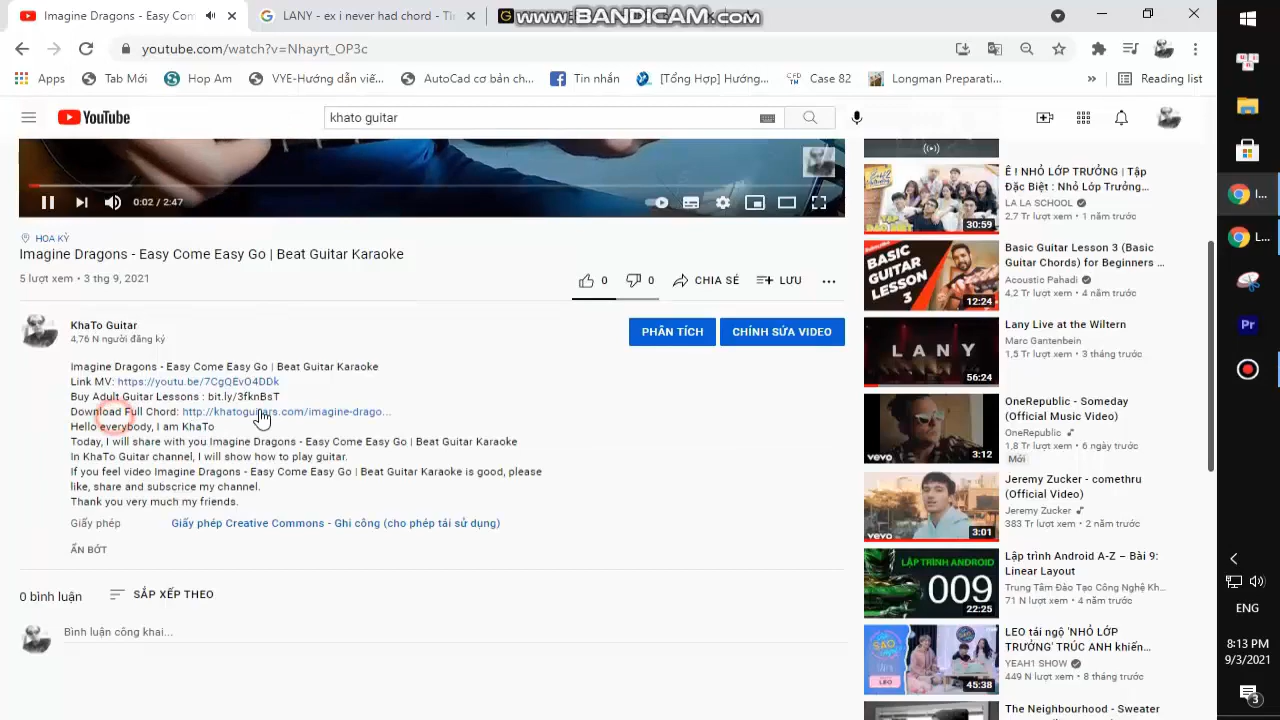 Imagine Dragons - Easy Com
LANY - ex i never had chord - Ti
www.BANDICAM.com
youtube.com/watch?v=Nhayrt_OP3c
Apps
Tab Mới
Hop Am
VYE-Hướng dẫn viế...
AutoCad cơ bản ch...
Tin nhắn
[Tổng Hợp] Hướng...
Case 82
Longman Preparati...
»
Reading list
YouTube
khato guitar
0:02 / 2:47
HOA KỲ
Imagine Dragons - Easy Come Easy Go | Beat Guitar Karaoke
5 lượt xem • 3 thg 9, 2021
0
0
CHIA SẺ
LƯU
KhaTo Guitar
4,76 N người đăng ký
PHÂN TÍCH
CHỈNH SỬA VIDEO
Imagine Dragons - Easy Come Easy Go | Beat Guitar Karaoke
Link MV: https://youtu.be/7CgQEvO4DDk
Buy Adult Guitar Lessons : bit.ly/3fknBsT
Download Full Chord: http://khatoguitars.com/imagine-drago...
Hello everybody, I am KhaTo
Today, I will share with you Imagine Dragons - Easy Come Easy Go | Beat Guitar Karaoke
In KhaTo Guitar channel, I will show how to play guitar
If you feel video Imagine Dragons - Easy Come Easy Go | Beat Guitar Karaoke is good, please
like, share and subscrice my channel.
Thank you very much my friends.
Giấy phép
Giấy phép Creative Commons - Ghi công (cho phép tái sử dụng)
ẨN BỚT
0 bình luận
SẮP XẾP THEO
Bình luận công khai...
30:59
Ê ! NHỎ LỚP TRƯỞNG | Tập
Đặc Biệt : Nhỏ Lớp Trưởng...
LA LA SCHOOL
2,7 Tr lượt xem • 1 năm trước
BASIC
GUITAR
LESSON
3
12:24
Basic Guitar Lesson 3 (Basic
Guitar Chords) for Beginners ...
Acoustic Pahadi
4,2 Tr lượt xem • 4 năm trước
LANY
56:24
Lany Live at the Wiltern
Marc Gantenbein
1,5 Tr lượt xem • 3 tháng trước
vevo
3:12
OneRepublic - Someday
(Official Music Video)
OneRepublic
1,8 Tr lượt xem • 6 ngày trước
Mới
vevo
3:01
Jeremy Zucker - comethru
(Official Video)
Jeremy Zucker
383 Tr lượt xem • 2 năm trước
LẬP TRÌNH ANDROID
009
22:25
Lập trình Android A-Z – Bài 9:
Linear Layout
Trung Tâm Đào Tạo Công Nghệ Kh...
71 N lượt xem • 4 năm trước
LEO
45:38
LEO tái ngộ 'NHỎ LỚP
TRƯỞNG' TRÚC ANH khiến...
YEAH1 SHOW
449 N lượt xem • 8 tháng trước
The Neighbourhood - Sweater
I...
L...
Pr
ENG
8:13 PM
9/3/2021
3